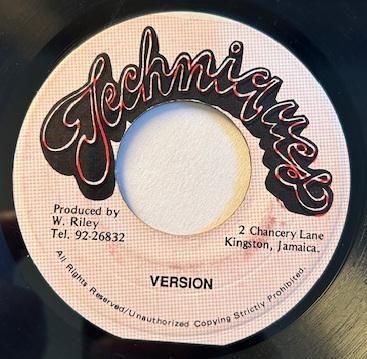 Techniques
Produced by
W. Riley
Tel. 92-26832
2 Chancery Lane
Kingston, Jamaica.
VERSION
All Rights Reserved/Unauthorized Copying Strictly Prohibited.